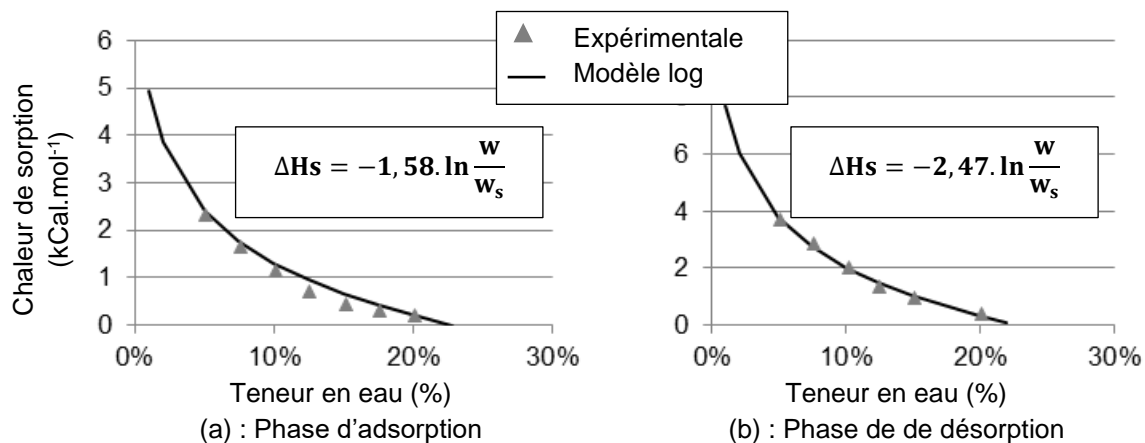 Expérimentale
Modèle log
Chaleur de sorption
(kCal.mol⁻¹)
6
5
4
3
2
1
0
ΔHs = −1,58.ln w/wₛ
0% 10% 20% 30%
Teneur en eau (%)
(a) : Phase d’adsorption
6
4
2
0
ΔHs = −2,47.ln w/wₛ
0% 10% 20% 30%
Teneur en eau (%)
(b) : Phase de de désorption